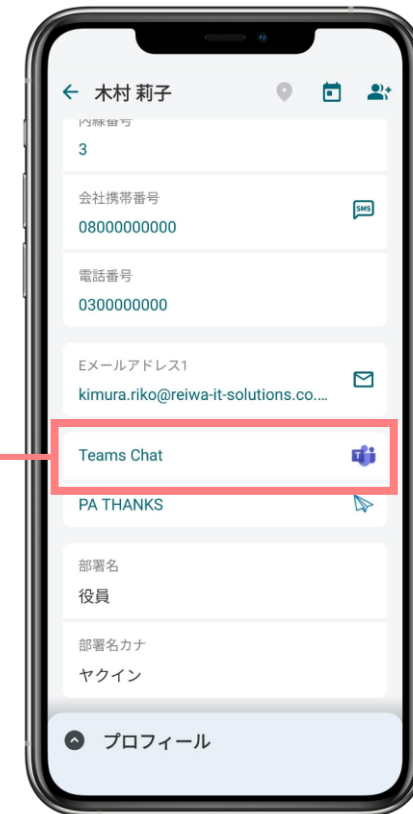 木村 莉子
内線番号
3
会社携帯番号
08000000000
SMS
電話番号
0300000000
Eメールアドレス1
kimura.riko@reiwa-it-solutions.co....
Teams Chat
PA THANKS
部署名
役員
部署名カナ
ヤクイン
プロフィール